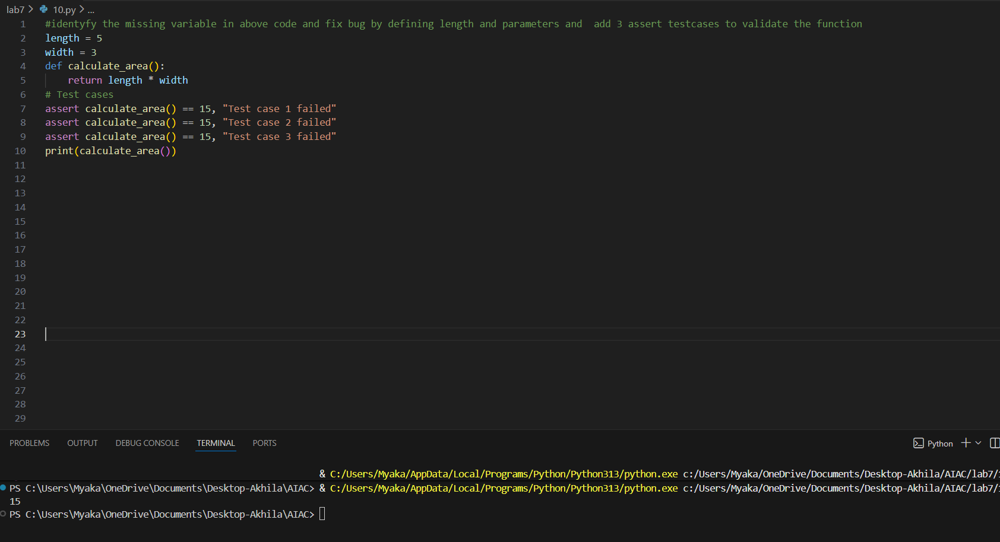 lab7 > 10.py > ...
1 #identyfy the missing variable in above code and fix bug by defining length and parameters and  add 3 assert testcases to validate the function
2 length = 5
3 width = 3
4 def calculate_area():
5     return length * width
6 # Test cases
7 assert calculate_area() == 15, "Test case 1 failed"
8 assert calculate_area() == 15, "Test case 2 failed"
9 assert calculate_area() == 15, "Test case 3 failed"
10 print(calculate_area())
11
12
13
14
15
16
17
18
19
20
21
22
23
24
25
26
27
28
29
PROBLEMS OUTPUT DEBUG CONSOLE TERMINAL PORTS Python
& C:/Users/Myaka/AppData/Local/Programs/Python/Python313/python.exe c:/Users/Myaka/OneDrive/Documents/Desktop-Akhila/AIAC/lab7/
PS C:\Users\Myaka\OneDrive\Documents\Desktop-Akhila\AIAC> & C:/Users/Myaka/AppData/Local/Programs/Python/Python313/python.exe c:/Users/Myaka/OneDrive/Documents/Desktop-Akhila/AIAC/lab7/
15
PS C:\Users\Myaka\OneDrive\Documents\Desktop-Akhila\AIAC>